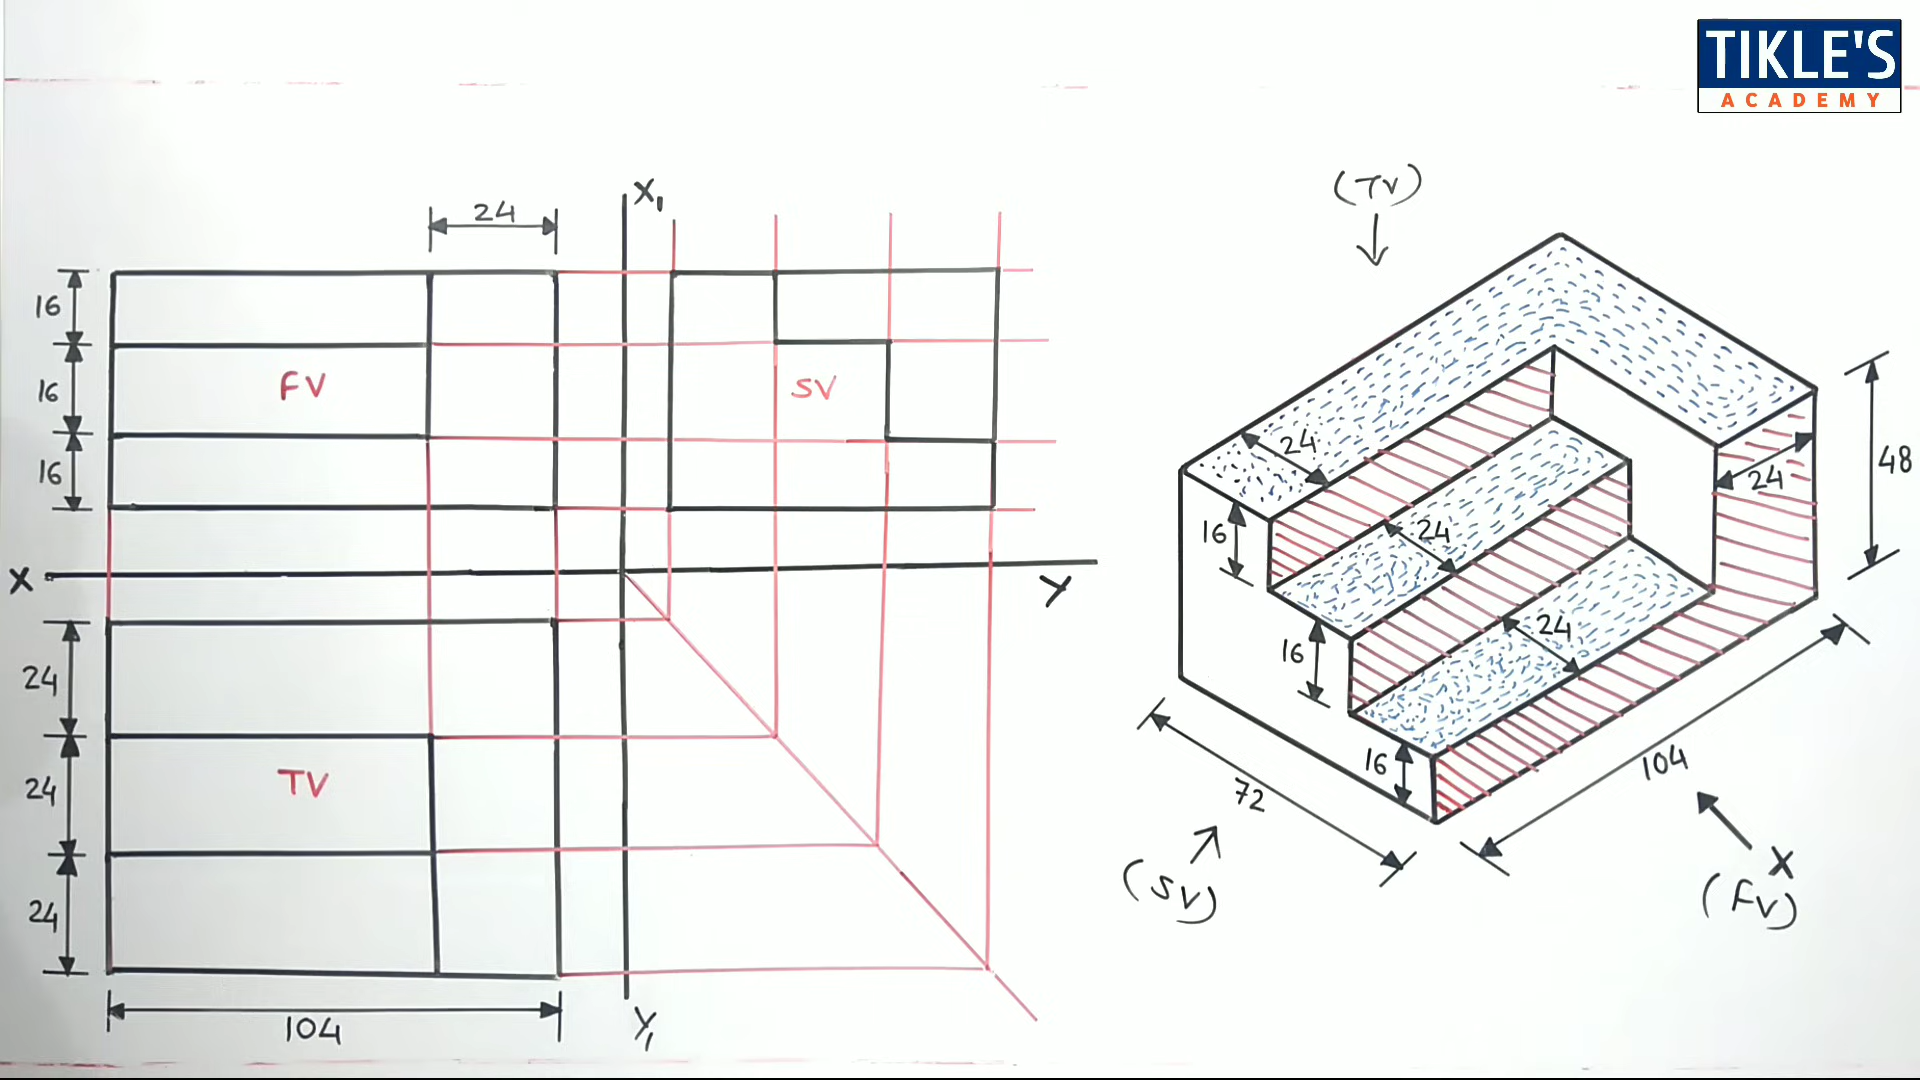 TIKLE'S
ACADEMY
X₁
24
16
16
16
FV
SV
X
Y
24
24
24
TV
104
Y₁
(TV)
24
24
48
16
24
16
24
16
72
104
X
(FV)
(SV)